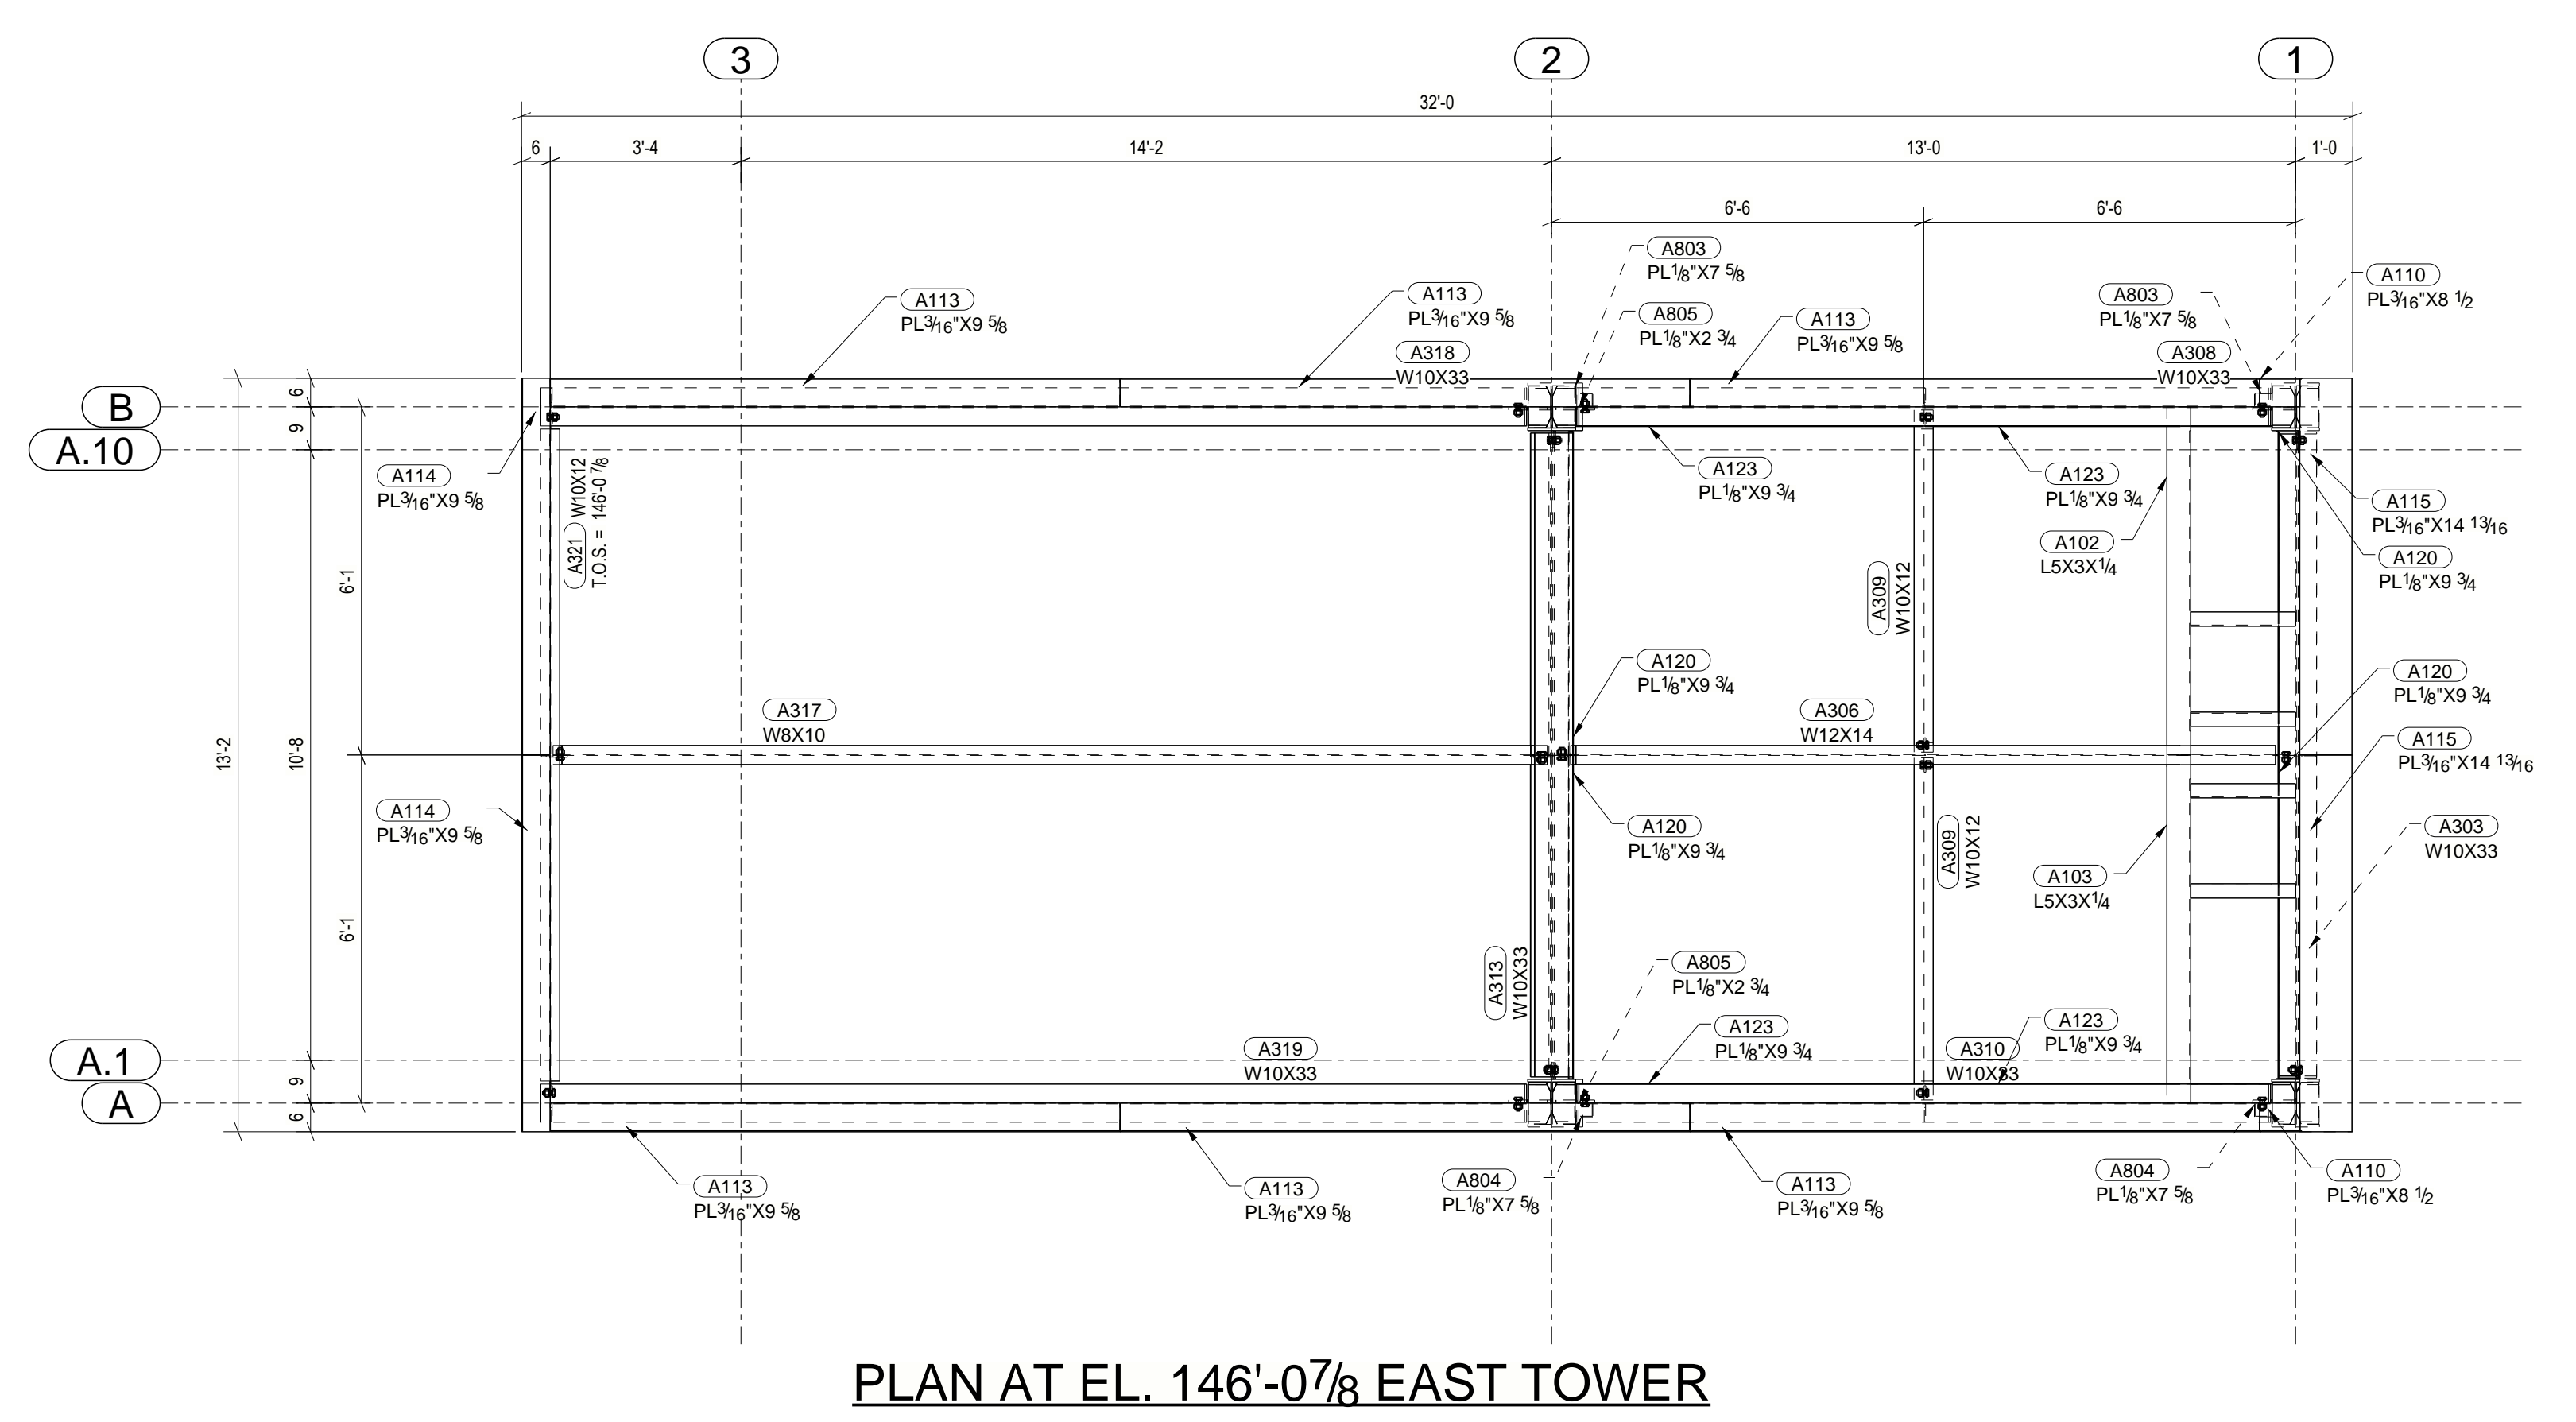 3
2
1
32'-0
6
3'-4
14'-2
13'-0
1'-0
6'-6
6'-6
A803
PL1/8"X7 5/8
A110
PL3/16"X8 1/2
A113
PL3/16"X9 5/8
A113
PL3/16"X9 5/8
A805
PL1/8"X2 3/4
A113
PL3/16"X9 5/8
A803
PL1/8"X7 5/8
A318
W10X33
A308
W10X33
B
6
9
A.10
A114
PL3/16"X9 5/8
A321 W10X12
T.O.S. = 146'-0 7/8
A123
PL1/8"X9 3/4
A123
PL1/8"X9 3/4
A115
PL3/16"X14 13/16
A102
L5X3X1/4
A120
PL1/8"X9 3/4
6'-1
A309
W10X12
A120
PL1/8"X9 3/4
A120
PL1/8"X9 3/4
A317
W8X10
A306
W12X14
A115
PL3/16"X14 13/16
13'-2
10'-8
A114
PL3/16"X9 5/8
A120
PL1/8"X9 3/4
A309
W10X12
A303
W10X33
A103
L5X3X1/4
6'-1
A313
W10X33
A805
PL1/8"X2 3/4
A319
W10X33
A123
PL1/8"X9 3/4
A310
W10X33
A123
PL1/8"X9 3/4
A.1
9
A
6
A113
PL3/16"X9 5/8
A113
PL3/16"X9 5/8
A804
PL1/8"X7 5/8
A113
PL3/16"X9 5/8
A804
PL1/8"X7 5/8
A110
PL3/16"X8 1/2
PLAN AT EL. 146'-07/8 EAST TOWER